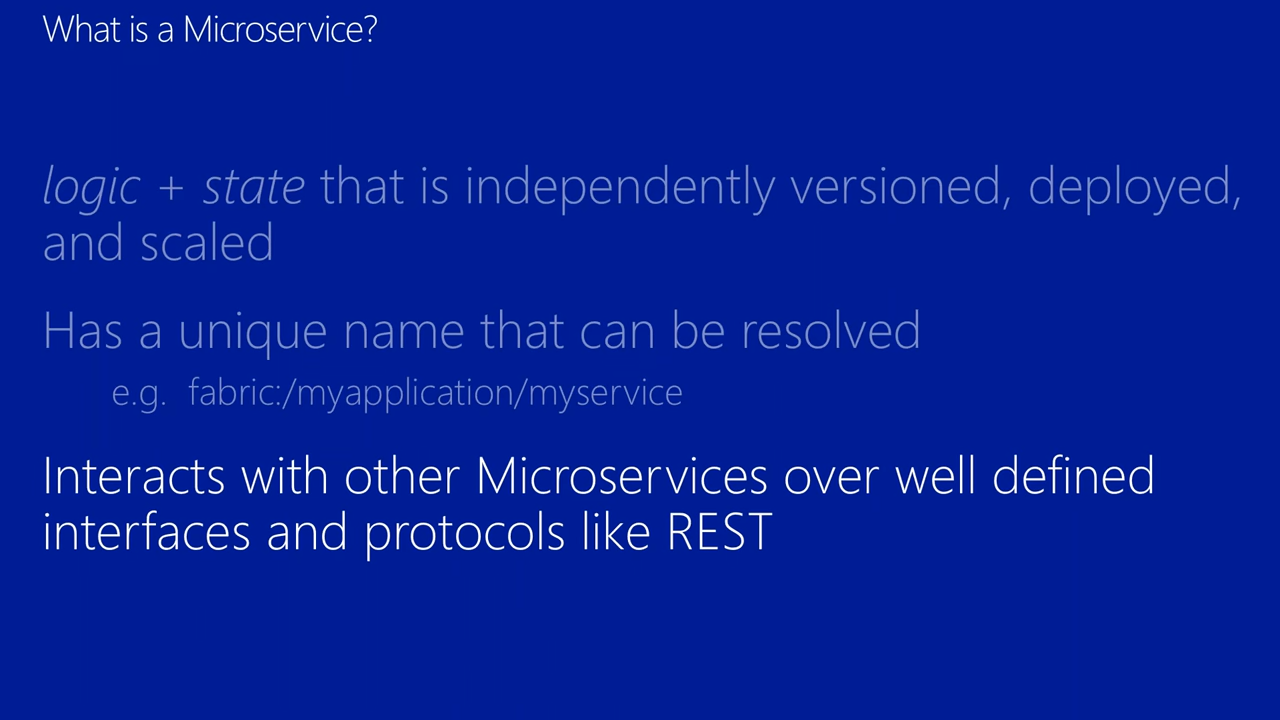 What is a Microservice?
logic + state that is independently versioned, deployed,
and scaled
Has a unique name that can be resolved
e.g. fabric:/myapplication/myservice
Interacts with other Microservices over well defined
interfaces and protocols like REST